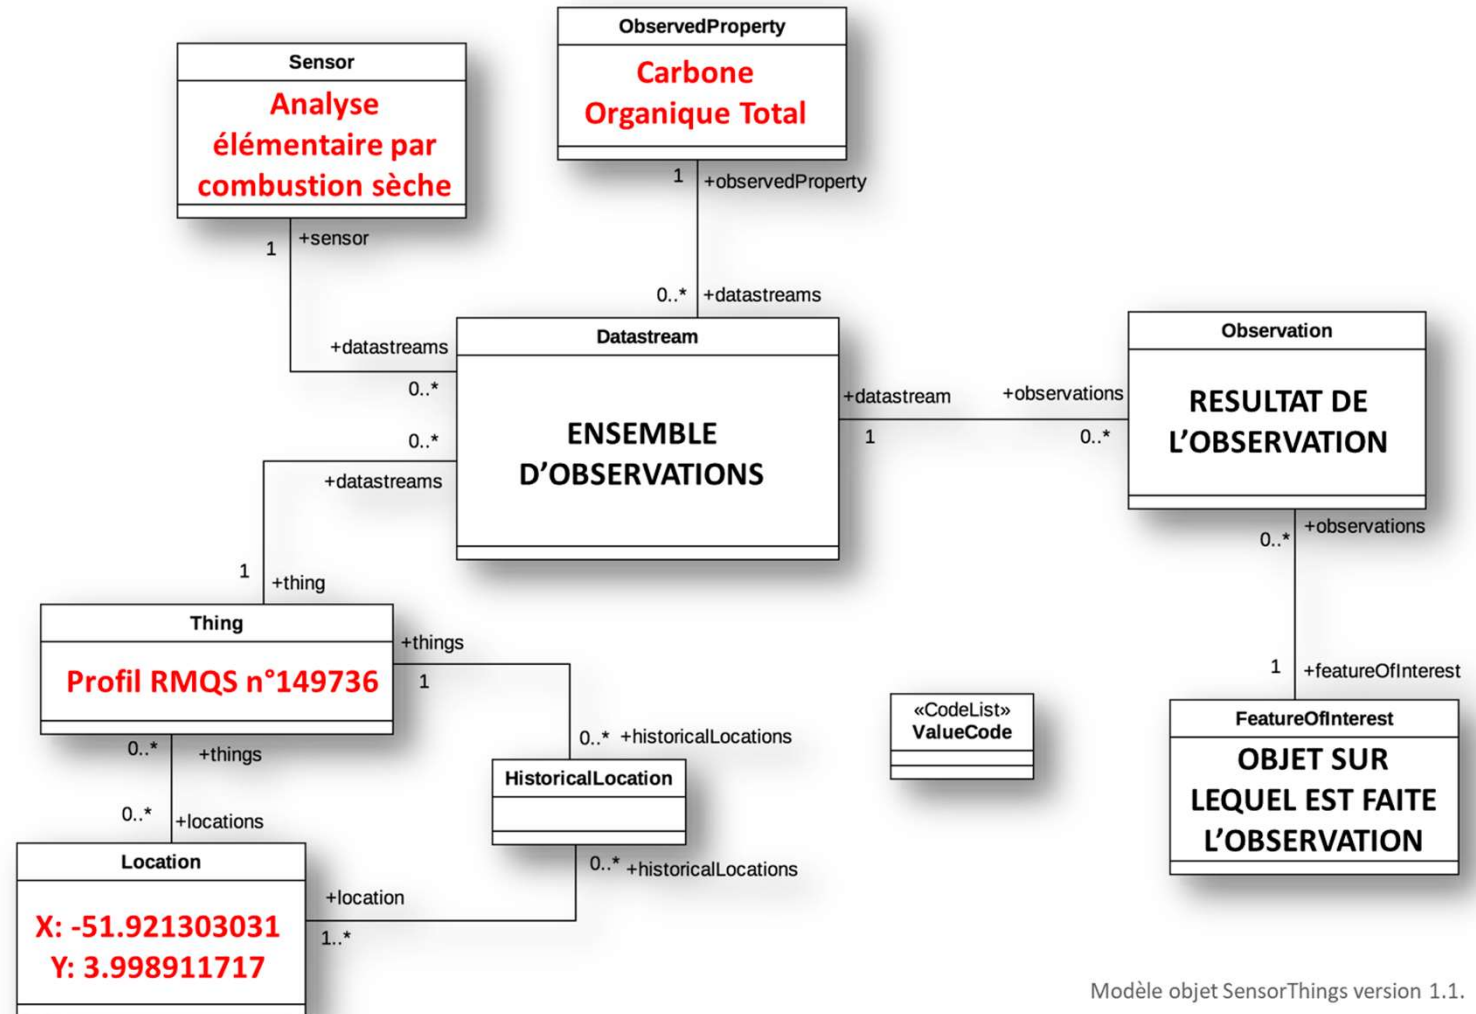 ObservedProperty
Carbone
Organique Total
Sensor
Analyse
élémentaire par
combustion sèche
1
+observedProperty
1
+sensor
0..*
+datastreams
Datastream
ENSEMBLE
D’OBSERVATIONS
+datastreams
0..*
0..*
+datastreams
+datastream
1
+observations
0..*
Observation
RESULTAT DE
L’OBSERVATION
0..*
+observations
1
+thing
Thing
Profil RMQS n°149736
+things
1
0..*
+things
0..*
+historicalLocations
HistoricalLocation
0..*
+historicalLocations
0..*
+locations
Location
X: -51.921303031
Y: 3.998911717
+location
1..*
«CodeList»
ValueCode
1
+featureOfInterest
FeatureOfInterest
OBJET SUR
LEQUEL EST FAITE
L’OBSERVATION
Modèle objet SensorThings version 1.1.